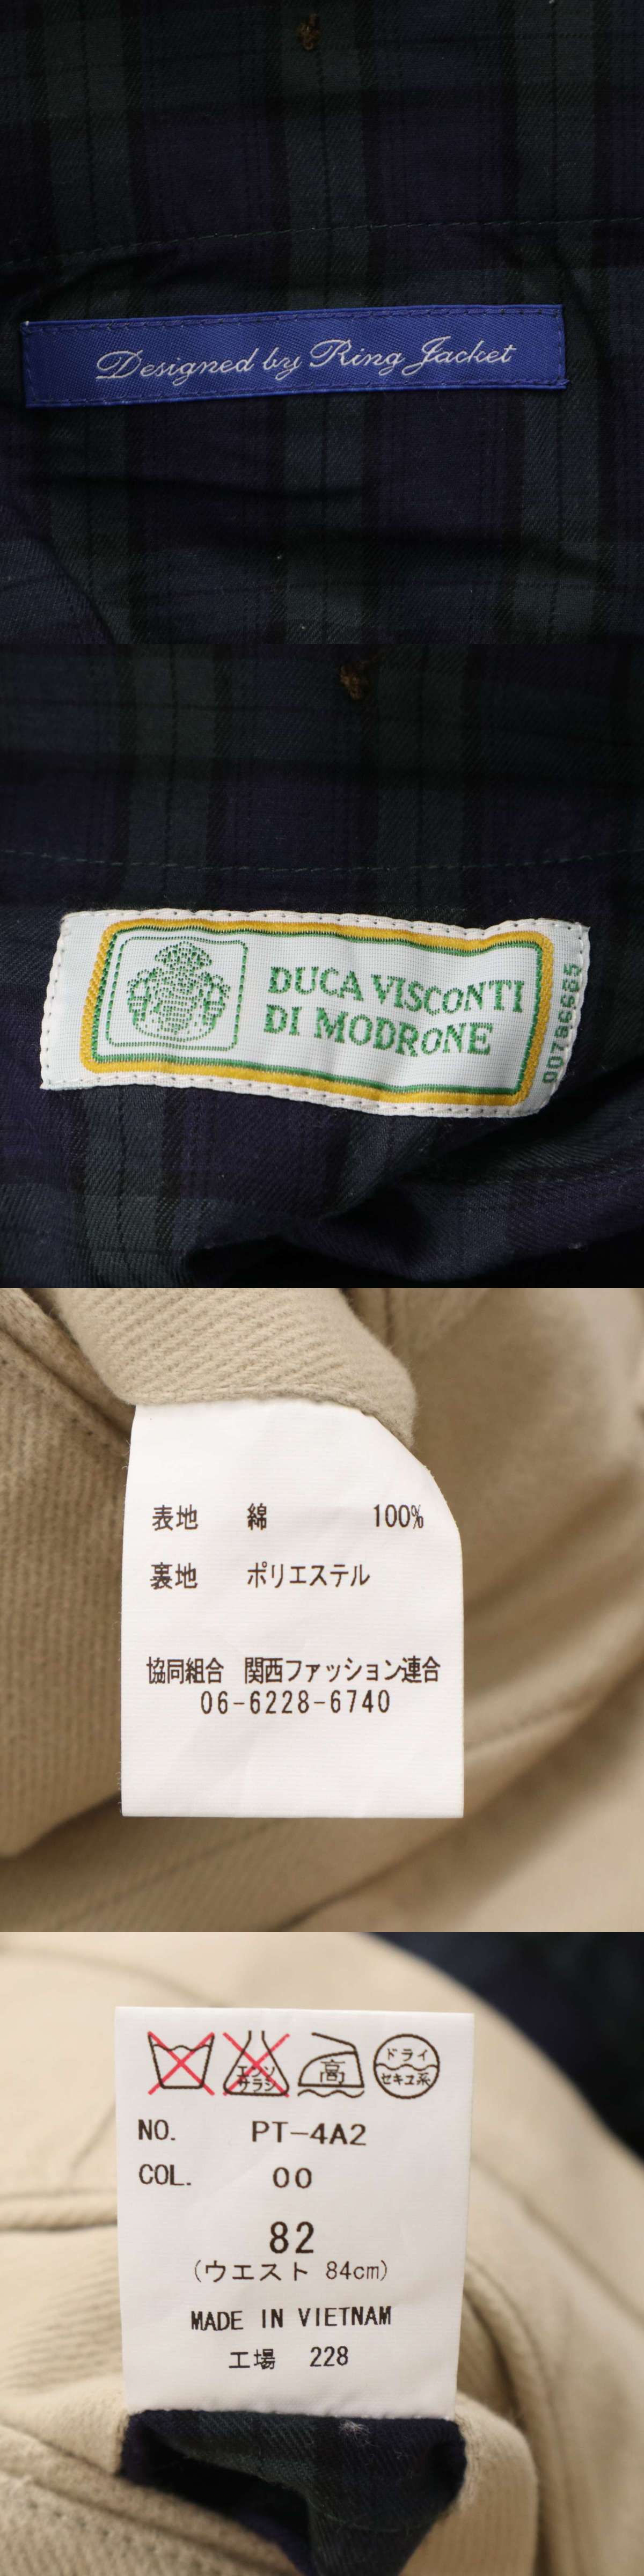 Designed by Ring Jacket
DUCA VISCONTI
DI MODRONE
00786665
表地 綿 100%
裏地 ポリエステル
協同組合 関西ファッション連合
06-6228-6740
エンソ
サラシ
高
ドライ
セキユ系
NO. PT-4A2
COL. 00
82
(ウエスト 84cm)
MADE IN VIETNAM
工場 228